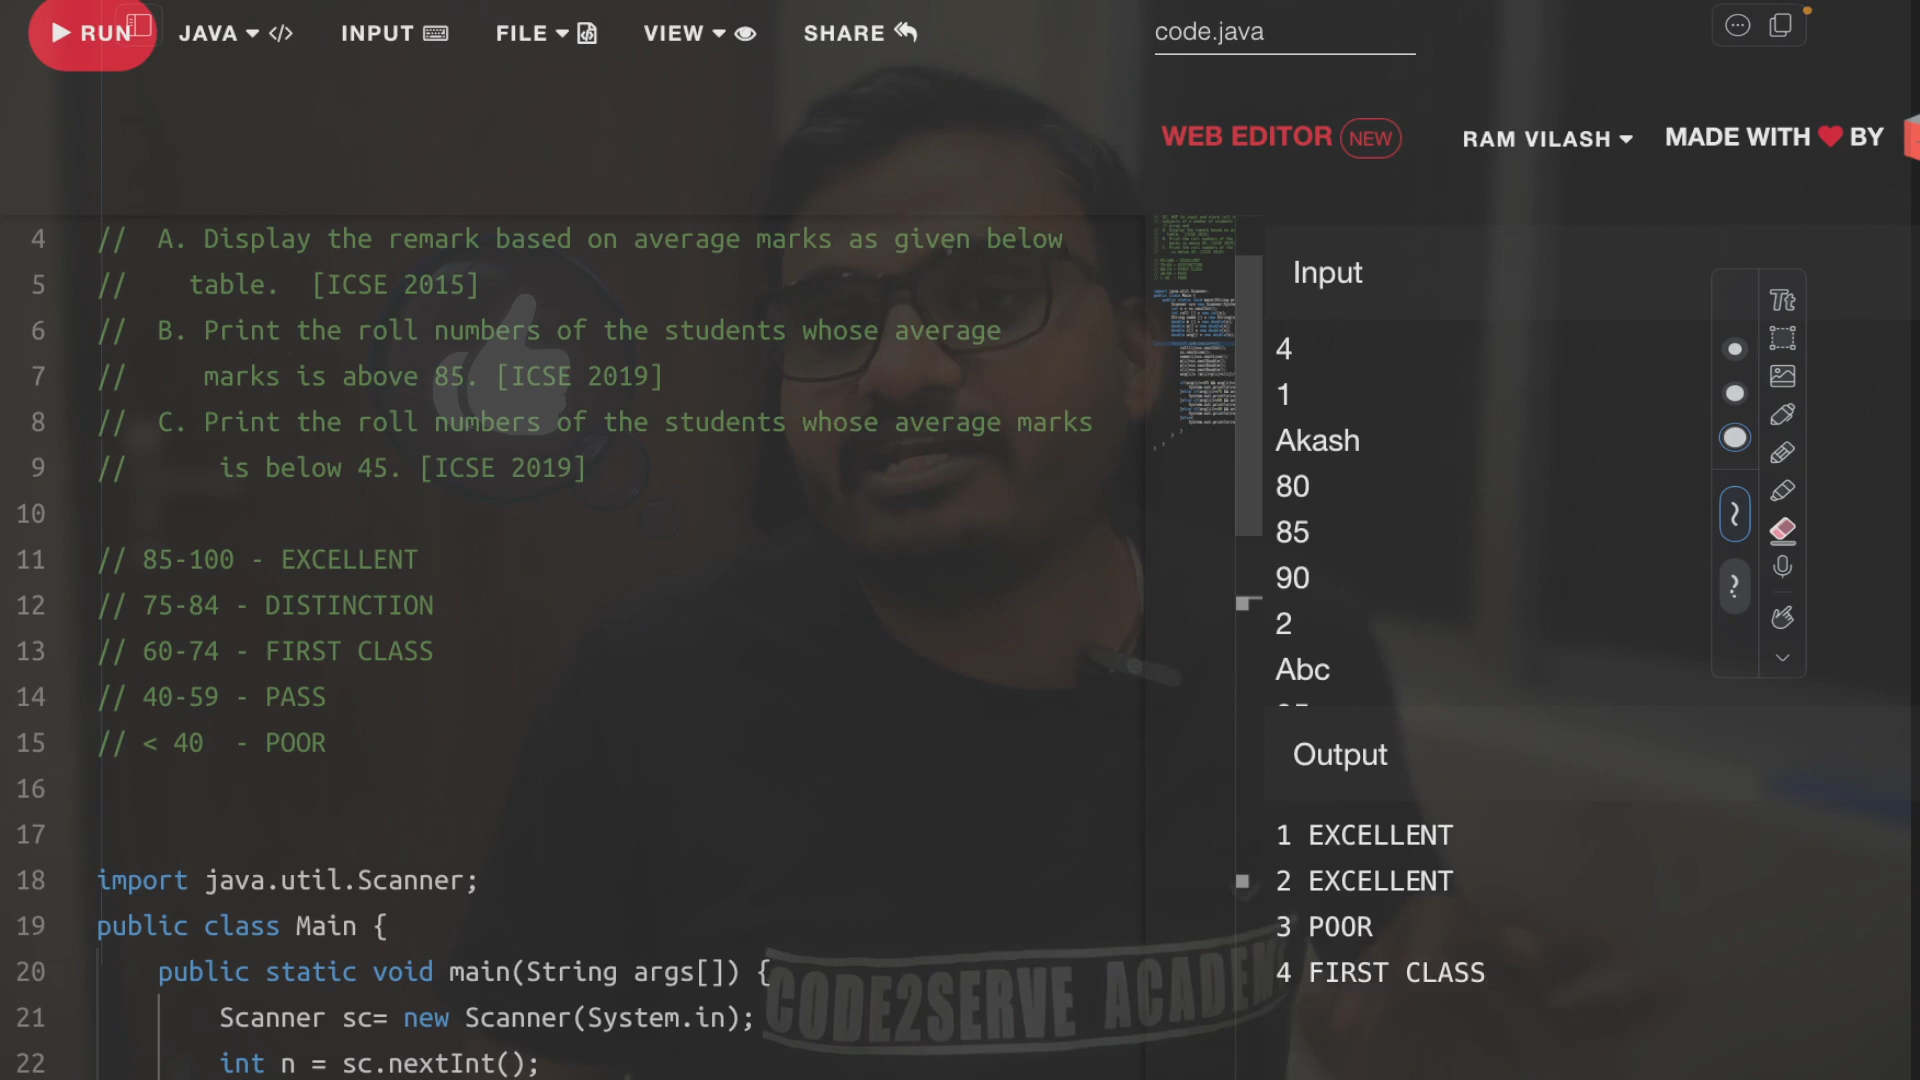 RUN JAVA </> INPUT FILE VIEW SHARE code.java
WEB EDITOR NEW RAM VILASH MADE WITH ❤ BY
4 // A. Display the remark based on average marks as given below
5 // table. [ICSE 2015]
6 // B. Print the roll numbers of the students whose average
7 // marks is above 85. [ICSE 2019]
8 // C. Print the roll numbers of the students whose average marks
9 // is below 45. [ICSE 2019]
10
11 // 85-100 - EXCELLENT
12 // 75-84 - DISTINCTION
13 // 60-74 - FIRST CLASS
14 // 40-59 - PASS
15 // < 40 - POOR
16
17
18 import java.util.Scanner;
19 public class Main {
20 public static void main(String args[]) {
21 Scanner sc= new Scanner(System.in);
22 int n = sc.nextInt();
Input
4
1
Akash
80
85
90
2
Abc
Output
1 EXCELLENT
2 EXCELLENT
3 POOR
4 FIRST CLASS
Tt
CODE2SERVE ACADEM